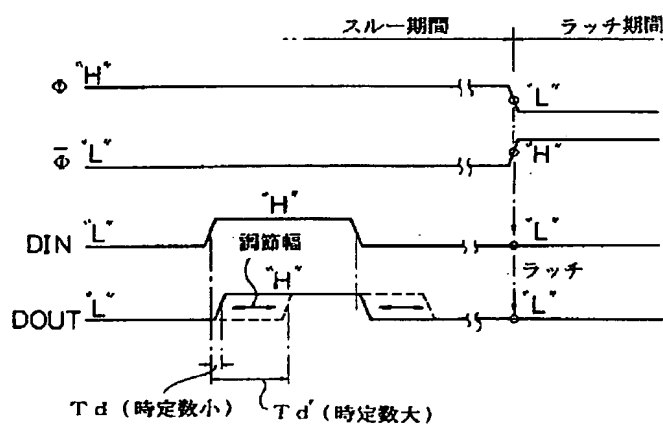 スルー期間 ラッチ期間
Φ "H" "L"
Φ̅ "L" "H"
DIN "L" "H" "L"
調節幅 ラッチ
DOUT "L" "H" "L"
Td（時定数小） Td'（時定数大）